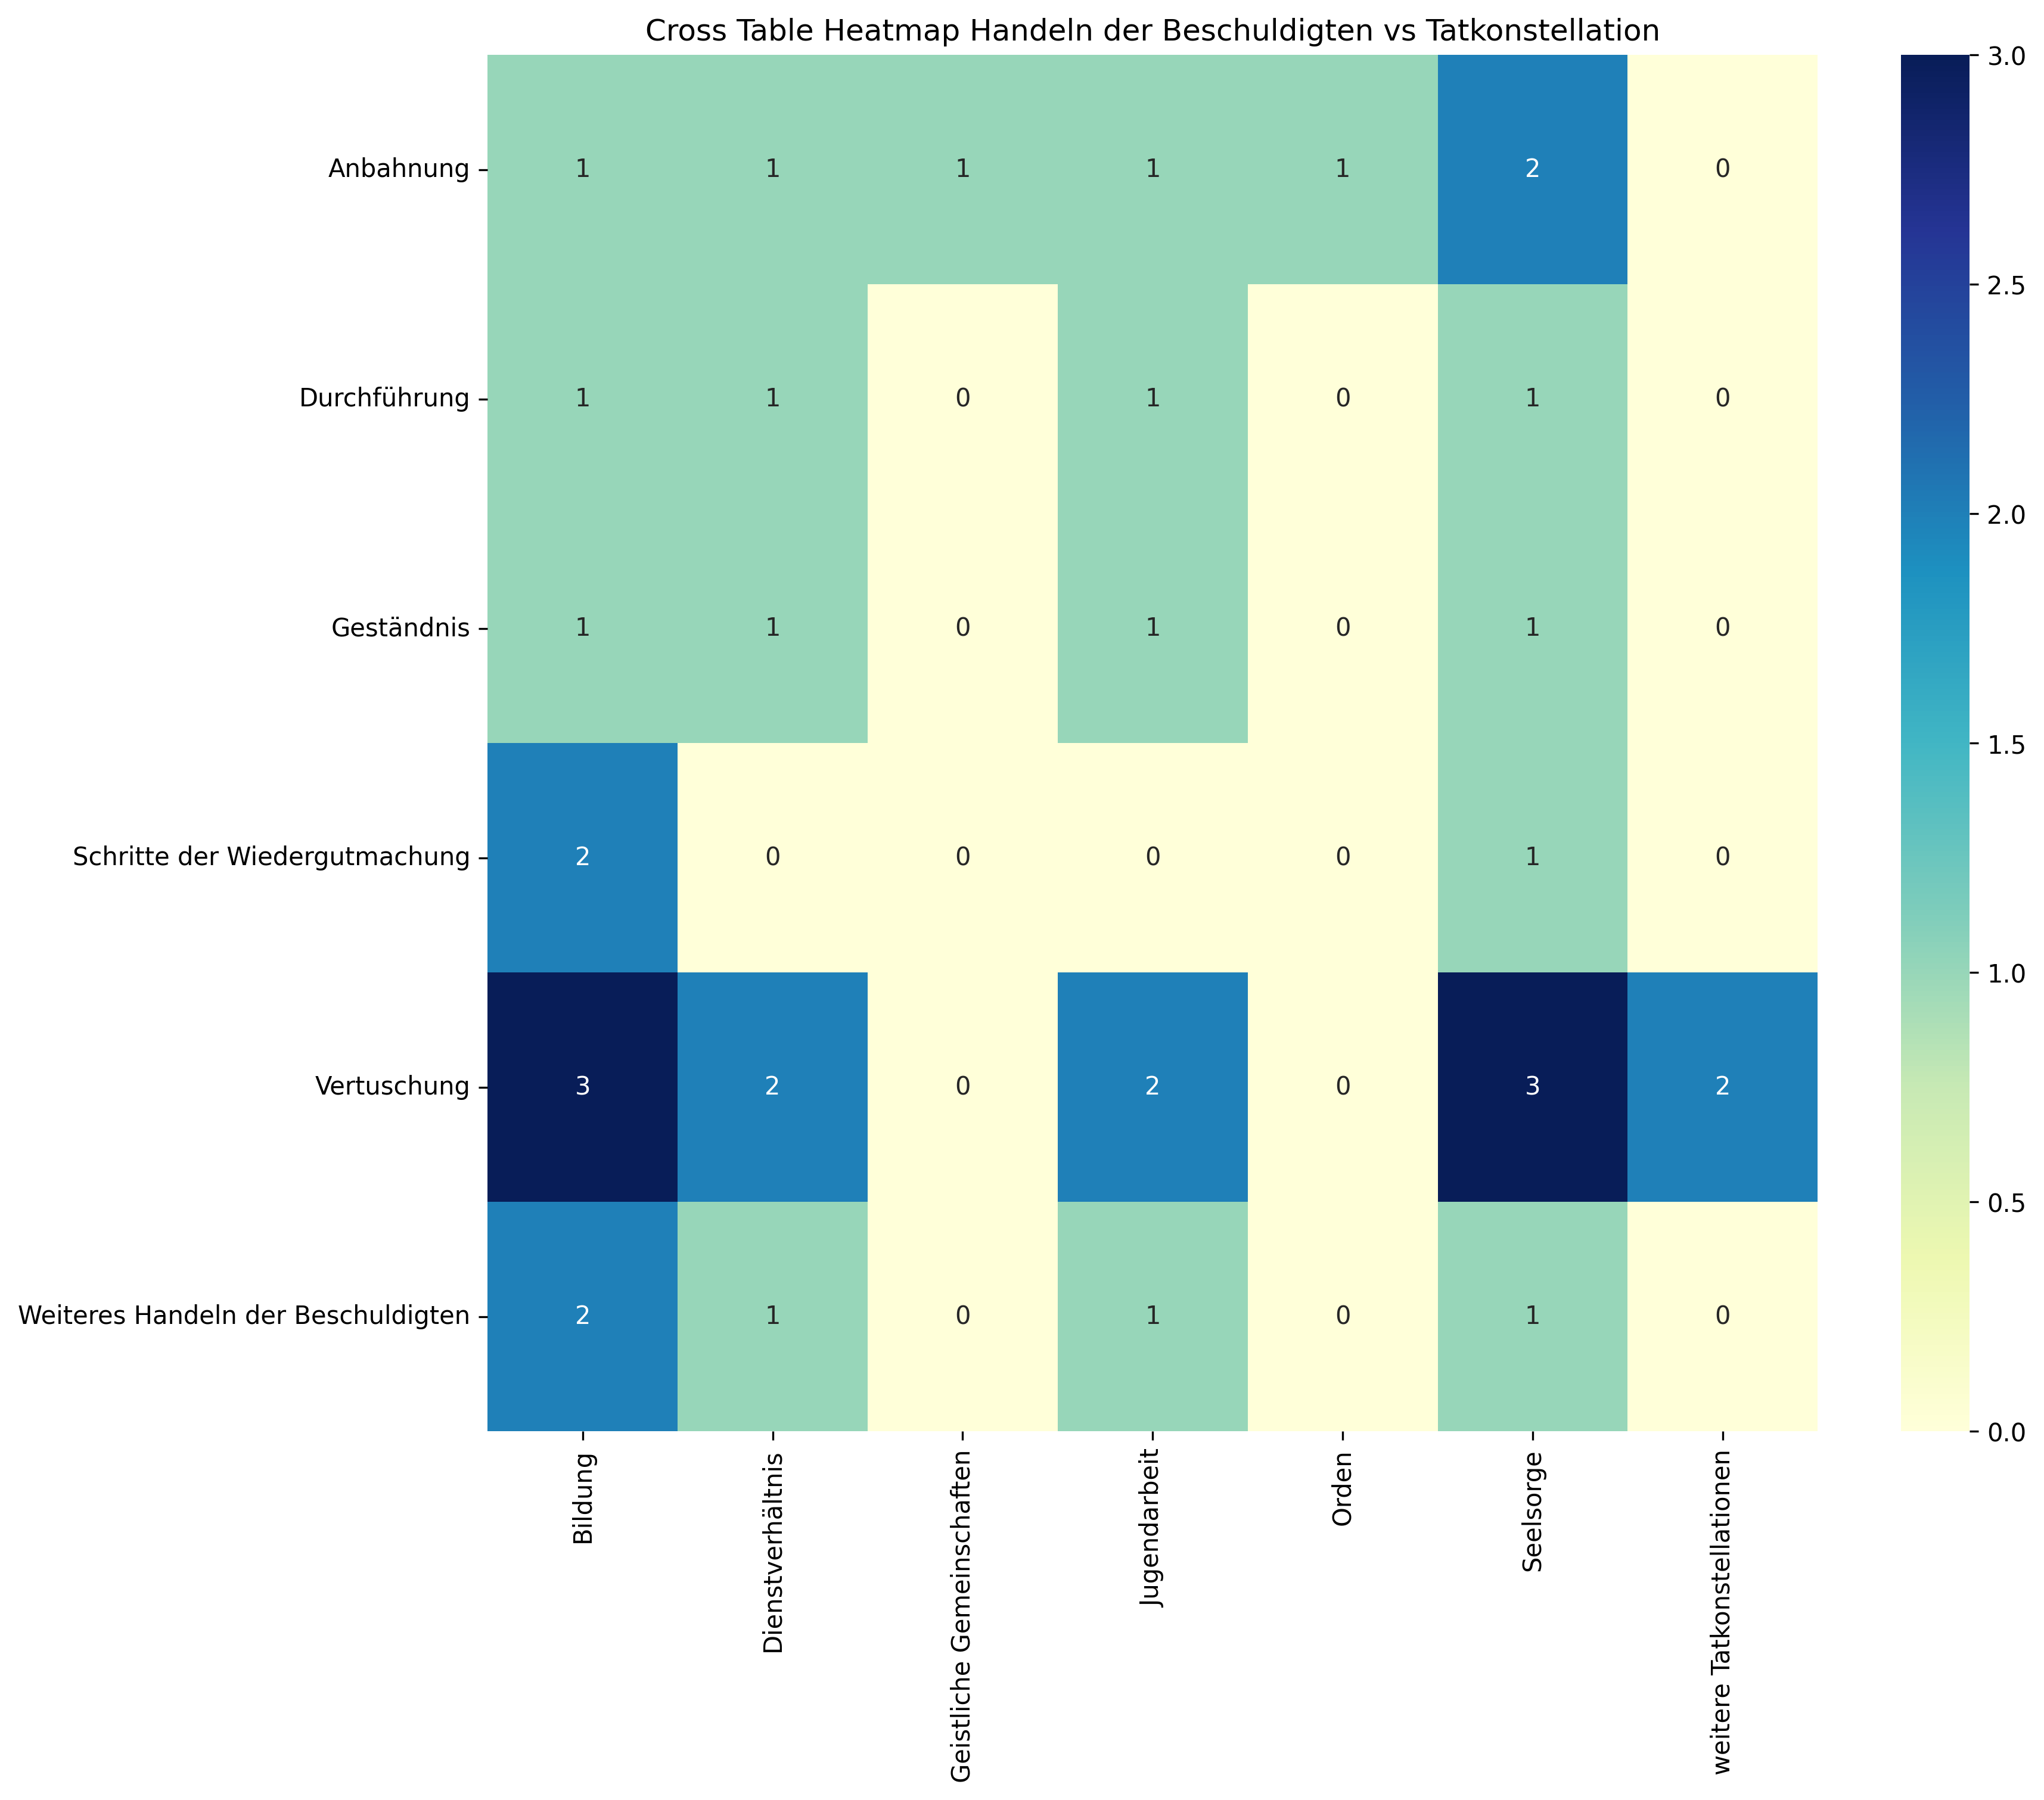 Cross Table Heatmap Handeln der Beschuldigten vs Tatkonstellation
Anbahnung 1 1 1 1 1 2 0
Durchführung 1 1 0 1 0 1 0
Geständnis 1 1 0 1 0 1 0
Schritte der Wiedergutmachung 2 0 0 0 0 1 0
Vertuschung 3 2 0 2 0 3 2
Weiteres Handeln der Beschuldigten 2 1 0 1 0 1 0
Bildung
Dienstverhältnis
Geistliche Gemeinschaften
Jugendarbeit
Orden
Seelsorge
weitere Tatkonstellationen
3.0
2.5
2.0
1.5
1.0
0.5
0.0